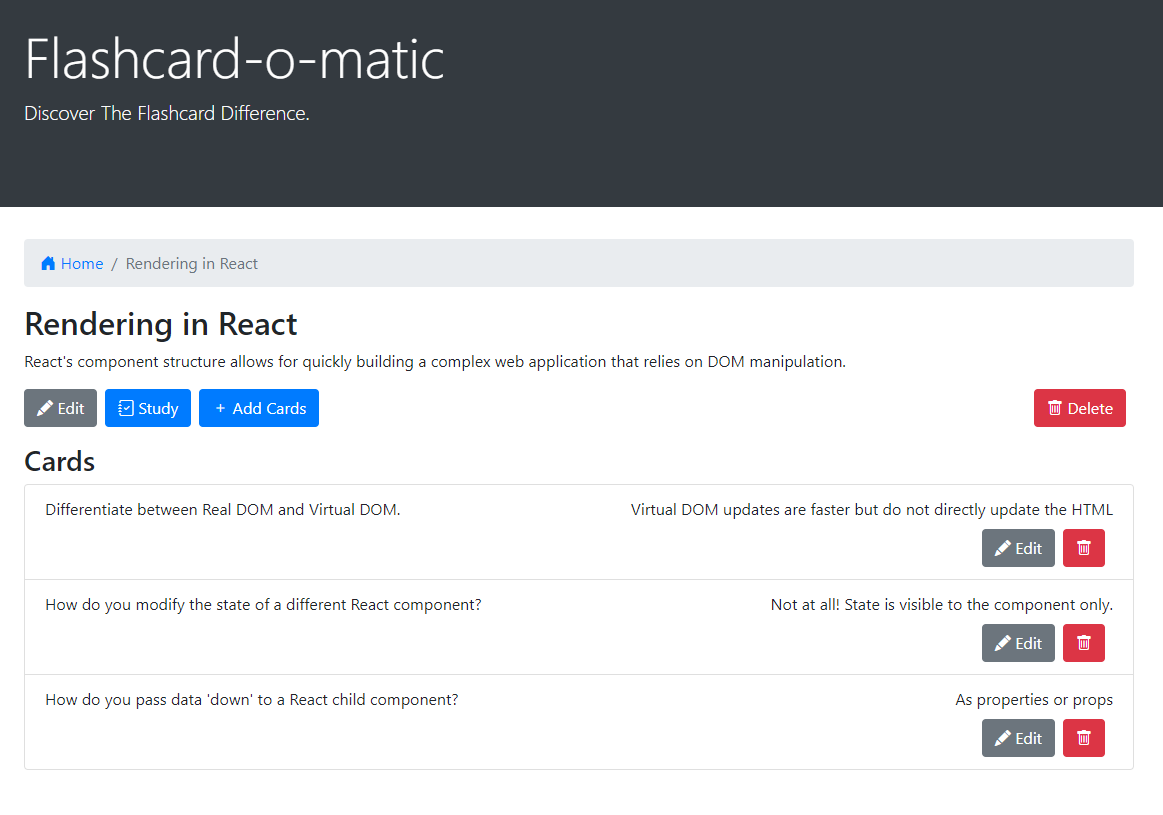 Flashcard-o-matic
Discover The Flashcard Difference.
Home / Rendering in React
Rendering in React
React's component structure allows for quickly building a complex web application that relies on DOM manipulation.
Edit Study + Add Cards Delete
Cards
Differentiate between Real DOM and Virtual DOM. Virtual DOM updates are faster but do not directly update the HTML
Edit
How do you modify the state of a different React component? Not at all! State is visible to the component only.
Edit
How do you pass data 'down' to a React child component? As properties or props
Edit